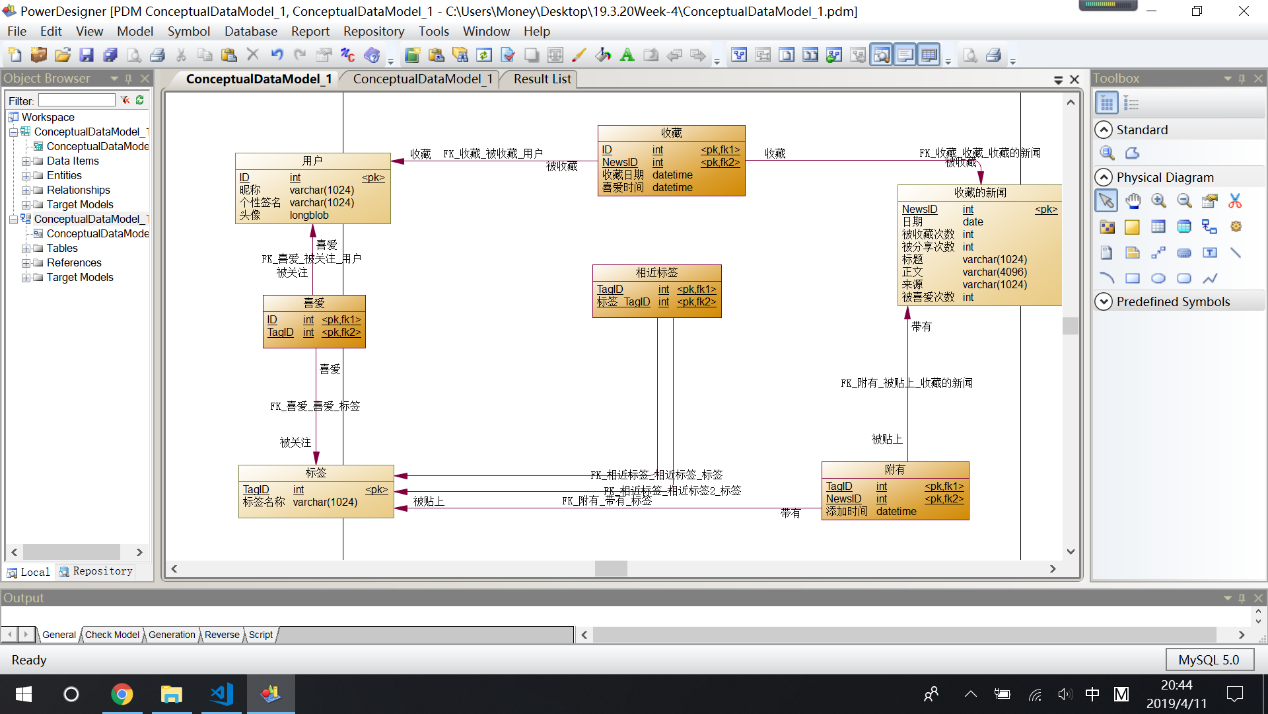 PowerDesigner [PDM ConceptualDataModel_1, ConceptualDataModel_1 - C:\Users\Money\Desktop\19.3.20Week-4\ConceptualDataModel_1.pdm]
File Edit View Model Symbol Database Report Repository Tools Window Help
Object Browser
Filter:
Workspace
ConceptualDataModel_1
ConceptualDataMode
Data Items
Entities
Relationships
Target Models
ConceptualDataModel_1
ConceptualDataMode
Tables
References
Target Models
Local Repository
ConceptualDataModel_1 ConceptualDataModel_1 Result List
用户
ID int <pk>
昵称 varchar(1024)
个性签名 varchar(1024)
头像 longblob
收藏 FK_收藏_被收藏_用户
被收藏
收藏
ID int <pk,fk1>
NewsID int <pk,fk2>
收藏日期 datetime
喜爱时间 datetime
收藏
FK_收藏_收藏_收藏的新闻
被收藏
收藏的新闻
NewsID int <pk>
日期 date
被收藏次数 int
被分享次数 int
标题 varchar(1024)
正文 varchar(4096)
来源 varchar(1024)
被喜爱次数 int
喜爱
FK_喜爱_被关注_用户
被关注
喜爱
ID int <pk,fk1>
TagID int <pk,fk2>
相近标签
TagID int <pk,fk1>
标签_TagID int <pk,fk2>
带有
喜爱
FK_附有_被贴上_收藏的新闻
FK_喜爱_喜爱_标签
被贴上
被关注
标签
TagID int <pk>
标签名称 varchar(1024)
FK_相近标签_相近标签_标签
FK_相近标签_相近标签2_标签
被贴上
FK_附有_带有_标签
带有
附有
TagID int <pk,fk1>
NewsID int <pk,fk2>
添加时间 datetime
Toolbox
Standard
Physical Diagram
Predefined Symbols
Output
General Check Model Generation Reverse Script
Ready
MySQL 5.0
中
M
20:44
2019/4/11